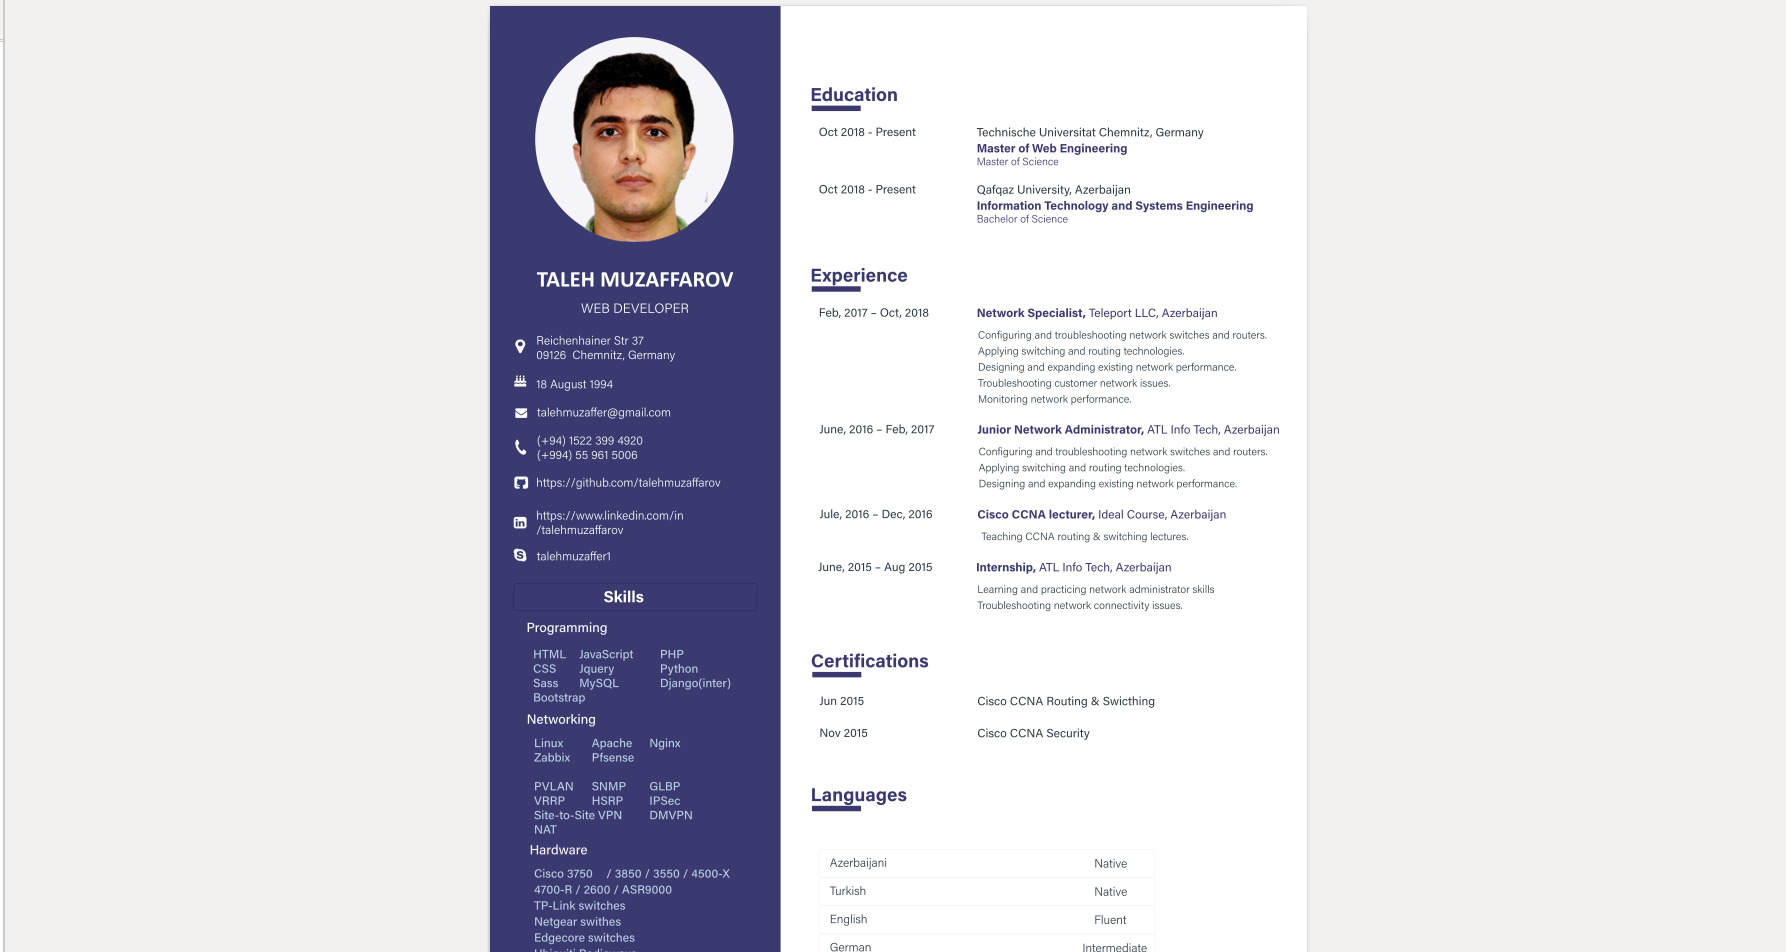 TALEH MUZAFFAROV
WEB DEVELOPER
Reichenhainer Str 37
09126 Chemnitz, Germany
18 August 1994
talehmuzaffer@gmail.com
(+94) 1522 399 4920
(+994) 55 961 5006
https://github.com/talehmuzaffarov
https://www.linkedin.com/in
/talehmuzaffarov
talehmuzaffer1
Skills
Programming
HTML JavaScript PHP
CSS Jquery Python
Sass MySQL Django(inter)
Bootstrap
Networking
Linux Apache Nginx
Zabbix Pfsense
PVLAN SNMP GLBP
VRRP HSRP IPSec
Site-to-Site VPN DMVPN
NAT
Hardware
Cisco 3750 / 3850 / 3550 / 4500-X
4700-R / 2600 / ASR9000
TP-Link switches
Netgear swithes
Edgecore switches
Education
Oct 2018 - Present Technische Universitat Chemnitz, Germany
Master of Web Engineering
Master of Science
Oct 2018 - Present Qafqaz University, Azerbaijan
Information Technology and Systems Engineering
Bachelor of Science
Experience
Feb, 2017 – Oct, 2018 Network Specialist, Teleport LLC, Azerbaijan
Configuring and troubleshooting network switches and routers.
Applying switching and routing technologies.
Designing and expanding existing network performance.
Troubleshooting customer network issues.
Monitoring network performance.
June, 2016 – Feb, 2017 Junior Network Administrator, ATL Info Tech, Azerbaijan
Configuring and troubleshooting network switches and routers.
Applying switching and routing technologies.
Designing and expanding existing network performance.
Jule, 2016 – Dec, 2016 Cisco CCNA lecturer, Ideal Course, Azerbaijan
Teaching CCNA routing & switching lectures.
June, 2015 – Aug 2015 Internship, ATL Info Tech, Azerbaijan
Learning and practicing network administrator skills
Troubleshooting network connectivity issues.
Certifications
Jun 2015 Cisco CCNA Routing & Swicthing
Nov 2015 Cisco CCNA Security
Languages
Azerbaijani Native
Turkish Native
English Fluent
German Intermediate